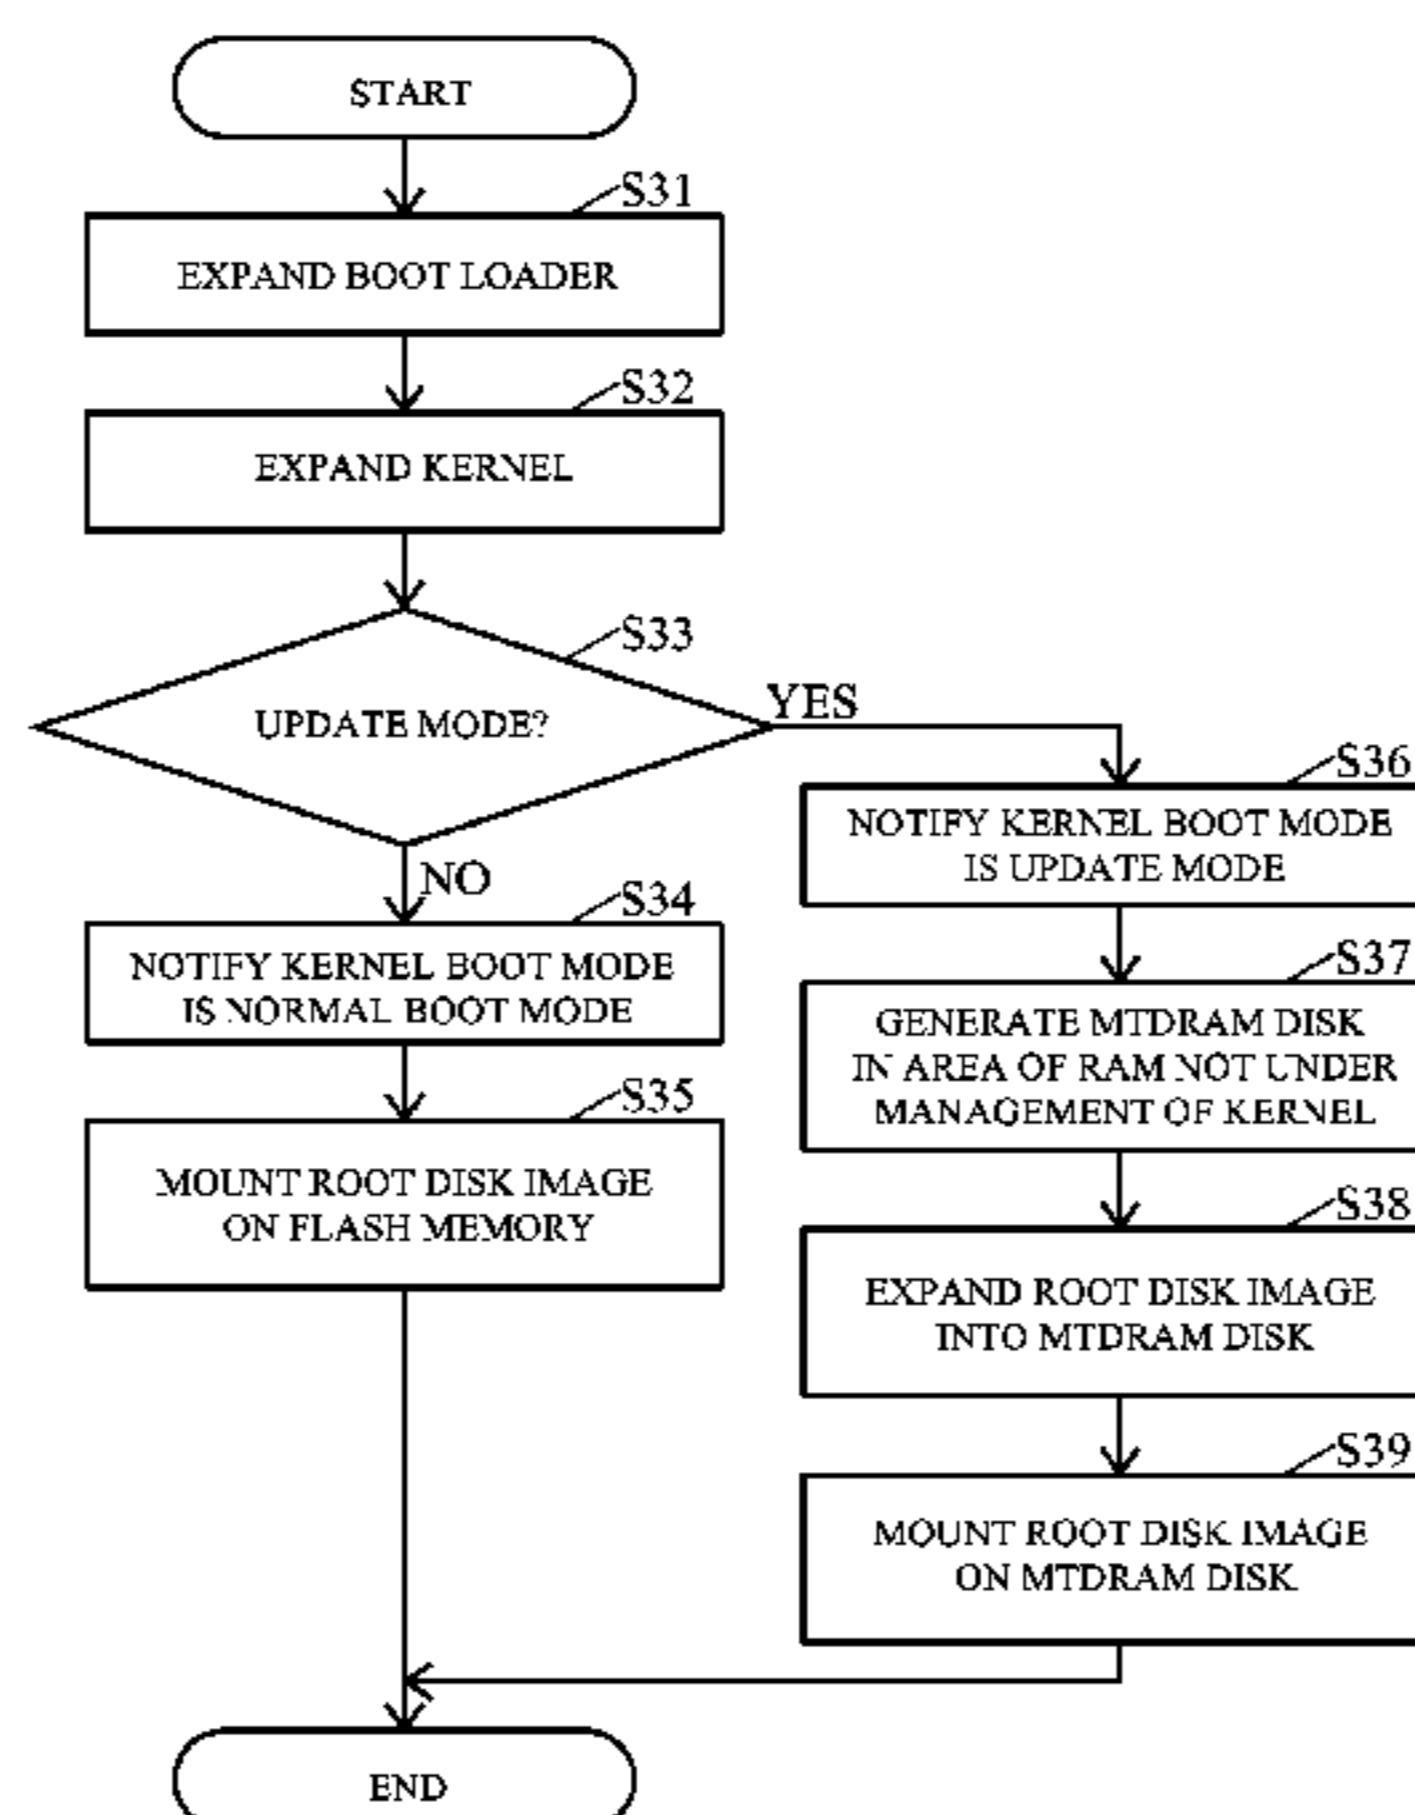 START
S31
EXPAND BOOT LOADER
S32
EXPAND KERNEL
S33
UPDATE MODE?
YES
NO
S34
NOTIFY KERNEL BOOT MODE
IS NORMAL BOOT MODE
S35
MOUNT ROOT DISK IMAGE
ON FLASH MEMORY
S36
NOTIFY KERNEL BOOT MODE
IS UPDATE MODE
S37
GENERATE MTDRAM DISK
IN AREA OF RAM NOT UNDER
MANAGEMENT OF KERNEL
S38
EXPAND ROOT DISK IMAGE
INTO MTDRAM DISK
S39
MOUNT ROOT DISK IMAGE
ON MTDRAM DISK
END